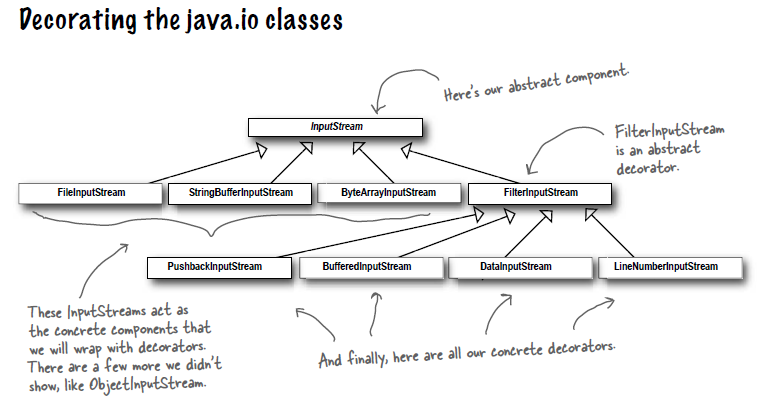 Decorating the java.io classes
Here's our abstract component.
InputStream
FilterInputStream
is an abstract
decorator.
FileInputStream
StringBufferInputStream
ByteArrayInputStream
FilterInputStream
PushbackInputStream
BufferedInputStream
DataInputStream
LineNumberInputStream
These InputStreams act as
the concrete components that
we will wrap with decorators.
There are a few more we didn't
show, like ObjectInputStream.
And finally, here are all our concrete decorators.